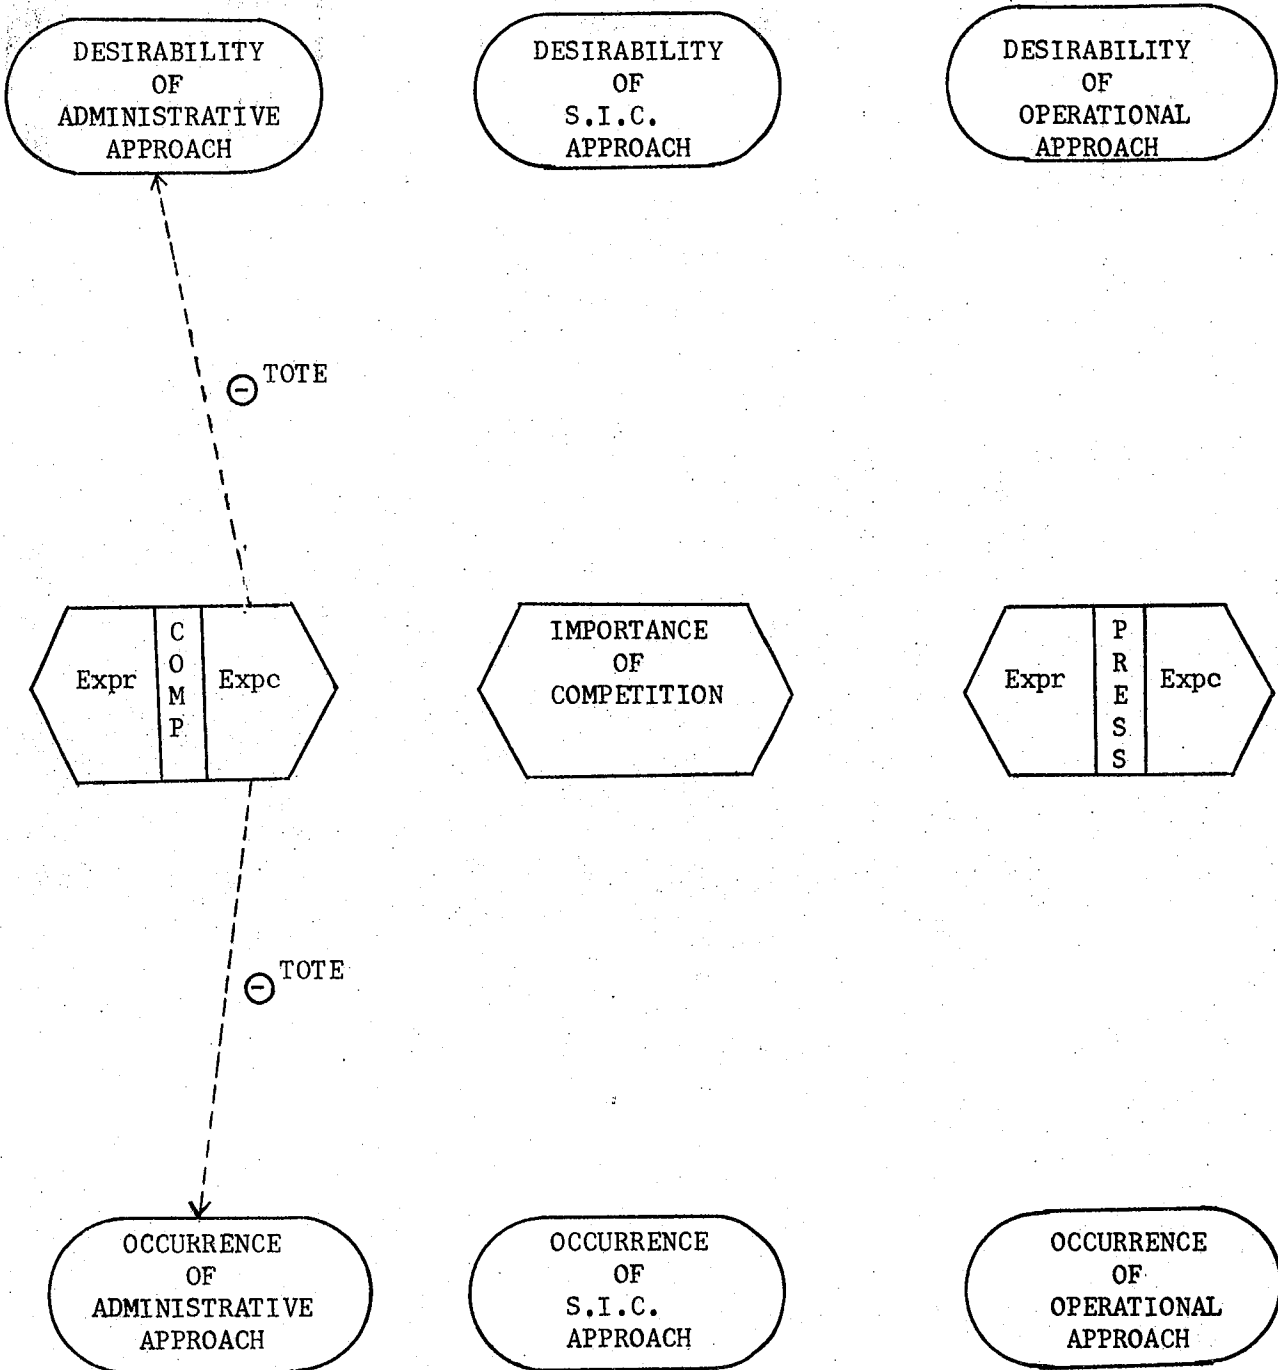 DESIRABILITY
OF
ADMINISTRATIVE
APPROACH
DESIRABILITY
OF
S.I.C.
APPROACH
DESIRABILITY
OF
OPERATIONAL
APPROACH
⊖ TOTE
Expr
C
O
M
P
Expc
IMPORTANCE
OF
COMPETITION
Expr
P
R
E
S
S
Expc
⊖ TOTE
OCCURRENCE
OF
ADMINISTRATIVE
APPROACH
OCCURRENCE
OF
S.I.C.
APPROACH
OCCURRENCE
OF
OPERATIONAL
APPROACH